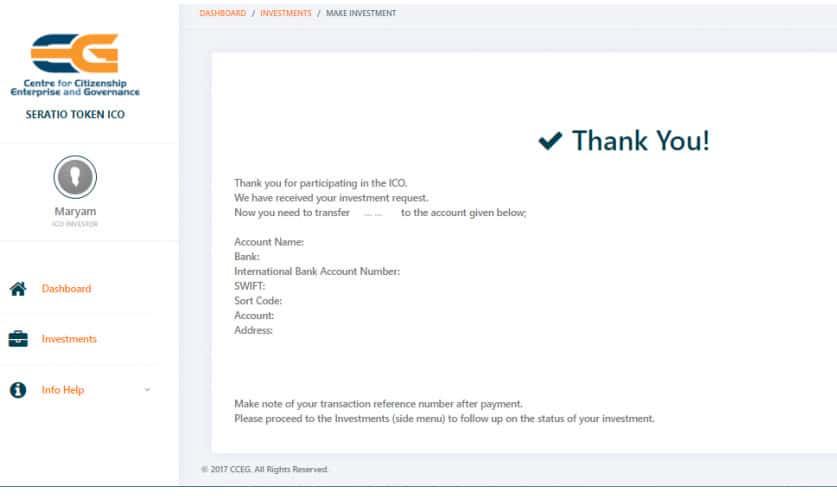 DASHBOARD / INVESTMENTS / MAKE INVESTMENT
CG
Centre for Citizenship
Enterprise and Governance
SERATIO TOKEN ICO
Maryam
ICO INVESTOR
Dashboard
Investments
Info Help
✔ Thank You!
Thank you for participating in the ICO.
We have received your investment request.
Now you need to transfer ... ... to the account given below;
Account Name:
Bank:
International Bank Account Number:
SWIFT:
Sort Code:
Account:
Address:
Make note of your transaction reference number after payment.
Please proceed to the Investments (side menu) to follow up on the status of your investment.
© 2017 CCEG. All Rights Reserved.